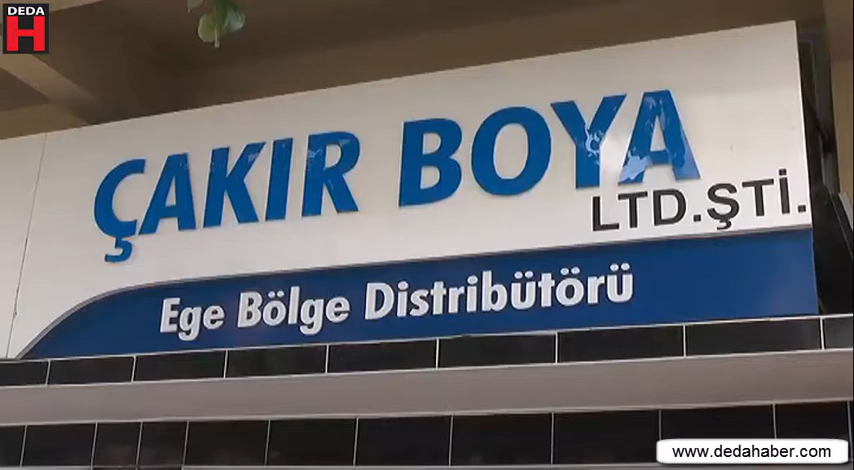 DEDA
H
ÇAKIR BOYA
LTD.ŞTİ.
Ege Bölge Distribütörü
www.dedahaber.com